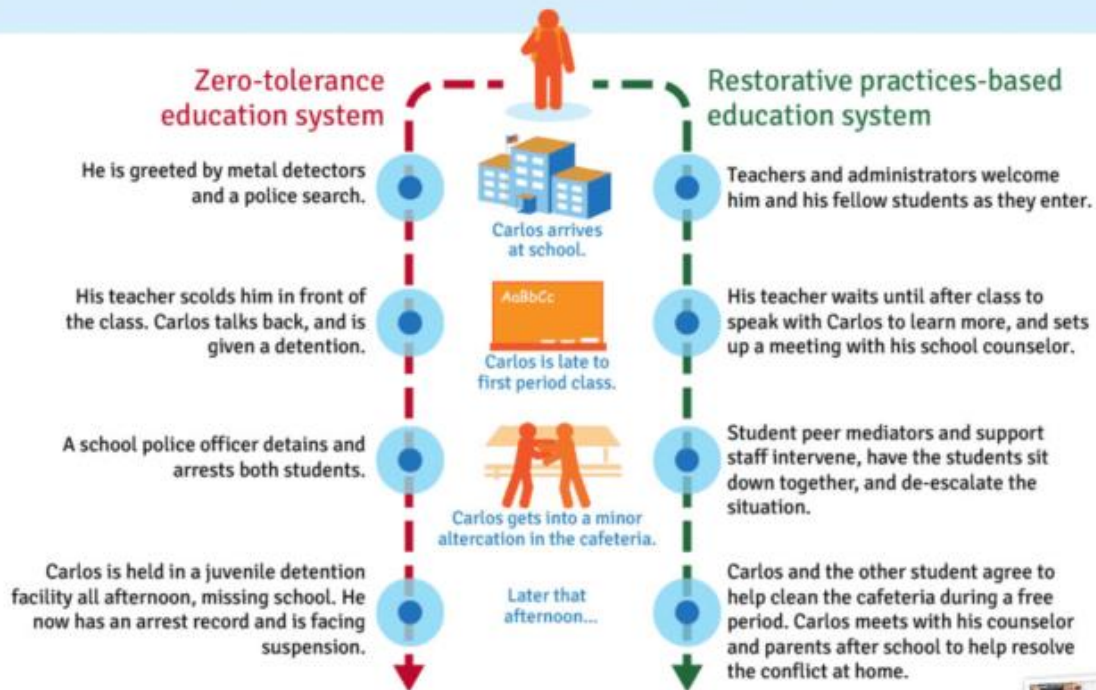 Zero-tolerance
education system
Restorative practices-based
education system
He is greeted by metal detectors
and a police search.
Carlos arrives
at school.
Teachers and administrators welcome
him and his fellow students as they enter.
His teacher scolds him in front of
the class. Carlos talks back, and is
given a detention.
AaBbCc
Carlos is late to
first period class.
His teacher waits until after class to
speak with Carlos to learn more, and sets
up a meeting with his school counselor.
A school police officer detains and
arrests both students.
Carlos gets into a minor
altercation in the cafeteria.
Student peer mediators and support
staff intervene, have the students sit
down together, and de-escalate the
situation.
Carlos is held in a juvenile detention
facility all afternoon, missing school. He
now has an arrest record and is facing
suspension.
Later that
afternoon...
Carlos and the other student agree to
help clean the cafeteria during a free
period. Carlos meets with his counselor
and parents after school to help resolve
the conflict at home.